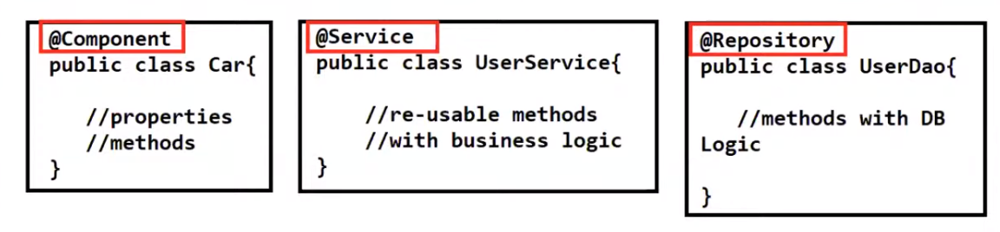 @Component
public class Car{
//properties
//methods
}
@Service
public class UserService{
//re-usable methods
//with business logic
}
@Repository
public class UserDao{
//methods with DB
Logic
}